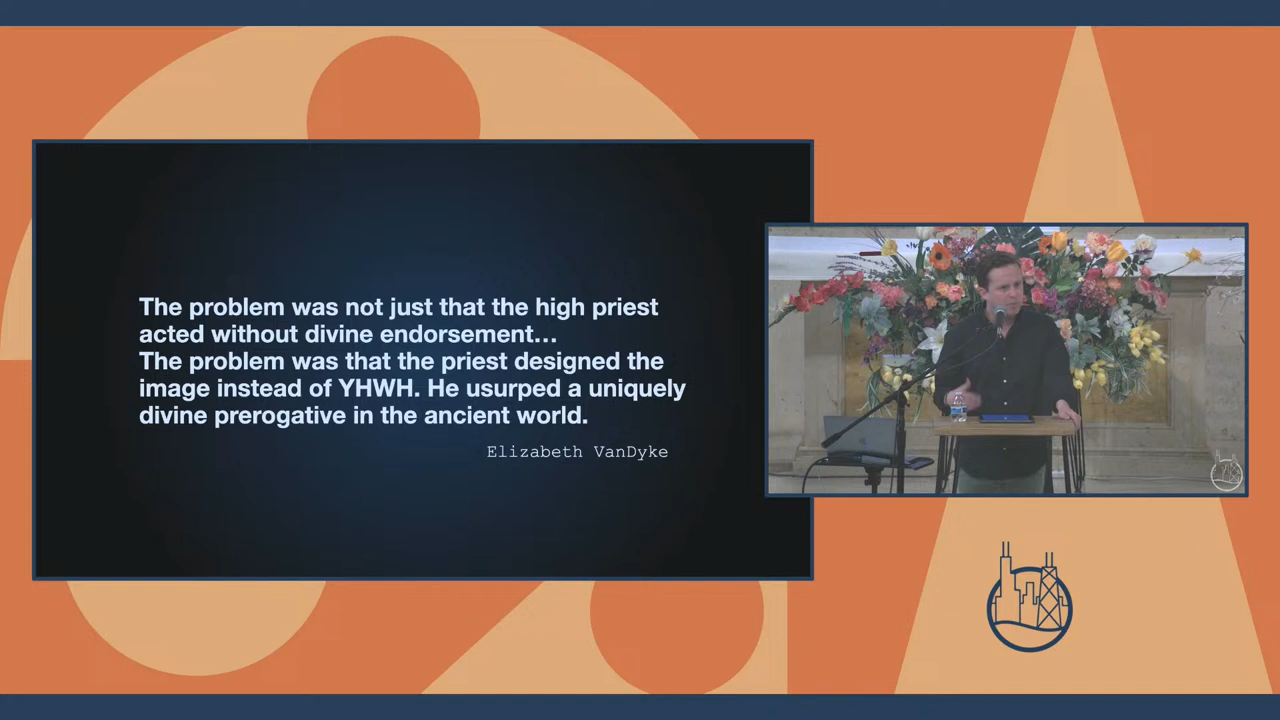 The problem was not just that the high priest
acted without divine endorsement…
The problem was that the priest designed the
image instead of YHWH. He usurped a uniquely
divine prerogative in the ancient world.
Elizabeth VanDyke